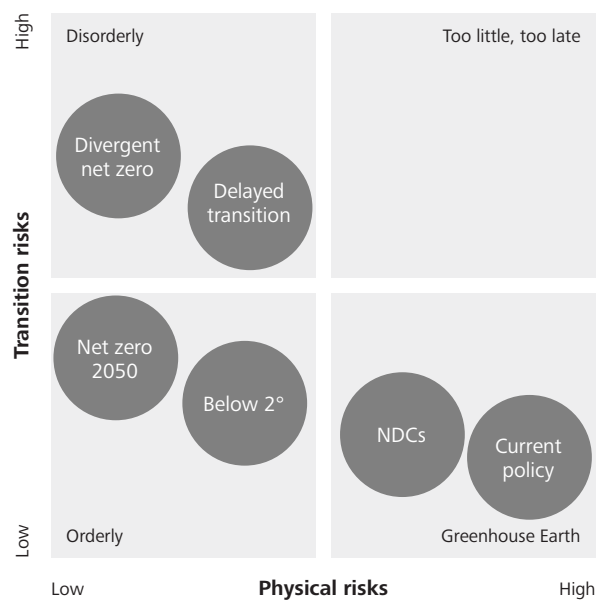 High
Disorderly
Too little, too late
Divergent
net zero
Delayed
transition
Transition risks
Net zero
2050
Below 2°
NDCs
Current
policy
Low
Orderly
Greenhouse Earth
Low
Physical risks
High